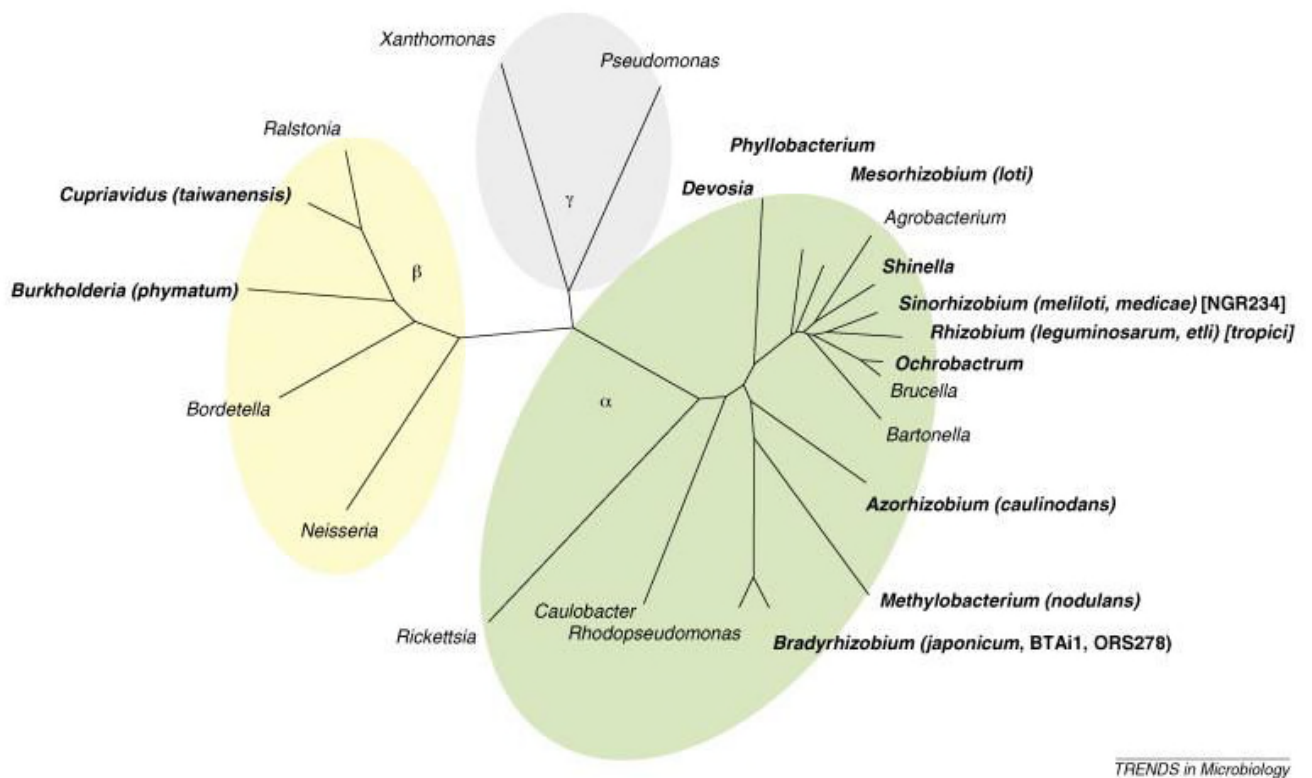 Xanthomonas
Pseudomonas
Ralstonia
Phyllobacterium
Mesorhizobium (loti)
Cupriavidus (taiwanensis)
Devosia
γ
Agrobacterium
Shinella
β
Burkholderia (phymatum)
Sinorhizobium (meliloti, medicae) [NGR234]
Rhizobium (leguminosarum, etli) [tropici]
Ochrobactrum
Brucella
α
Bordetella
Bartonella
Azorhizobium (caulinodans)
Neisseria
Methylobacterium (nodulans)
Caulobacter
Rickettsia
Rhodopseudomonas
Bradyrhizobium (japonicum, BTAi1, ORS278)
TRENDS in Microbiology